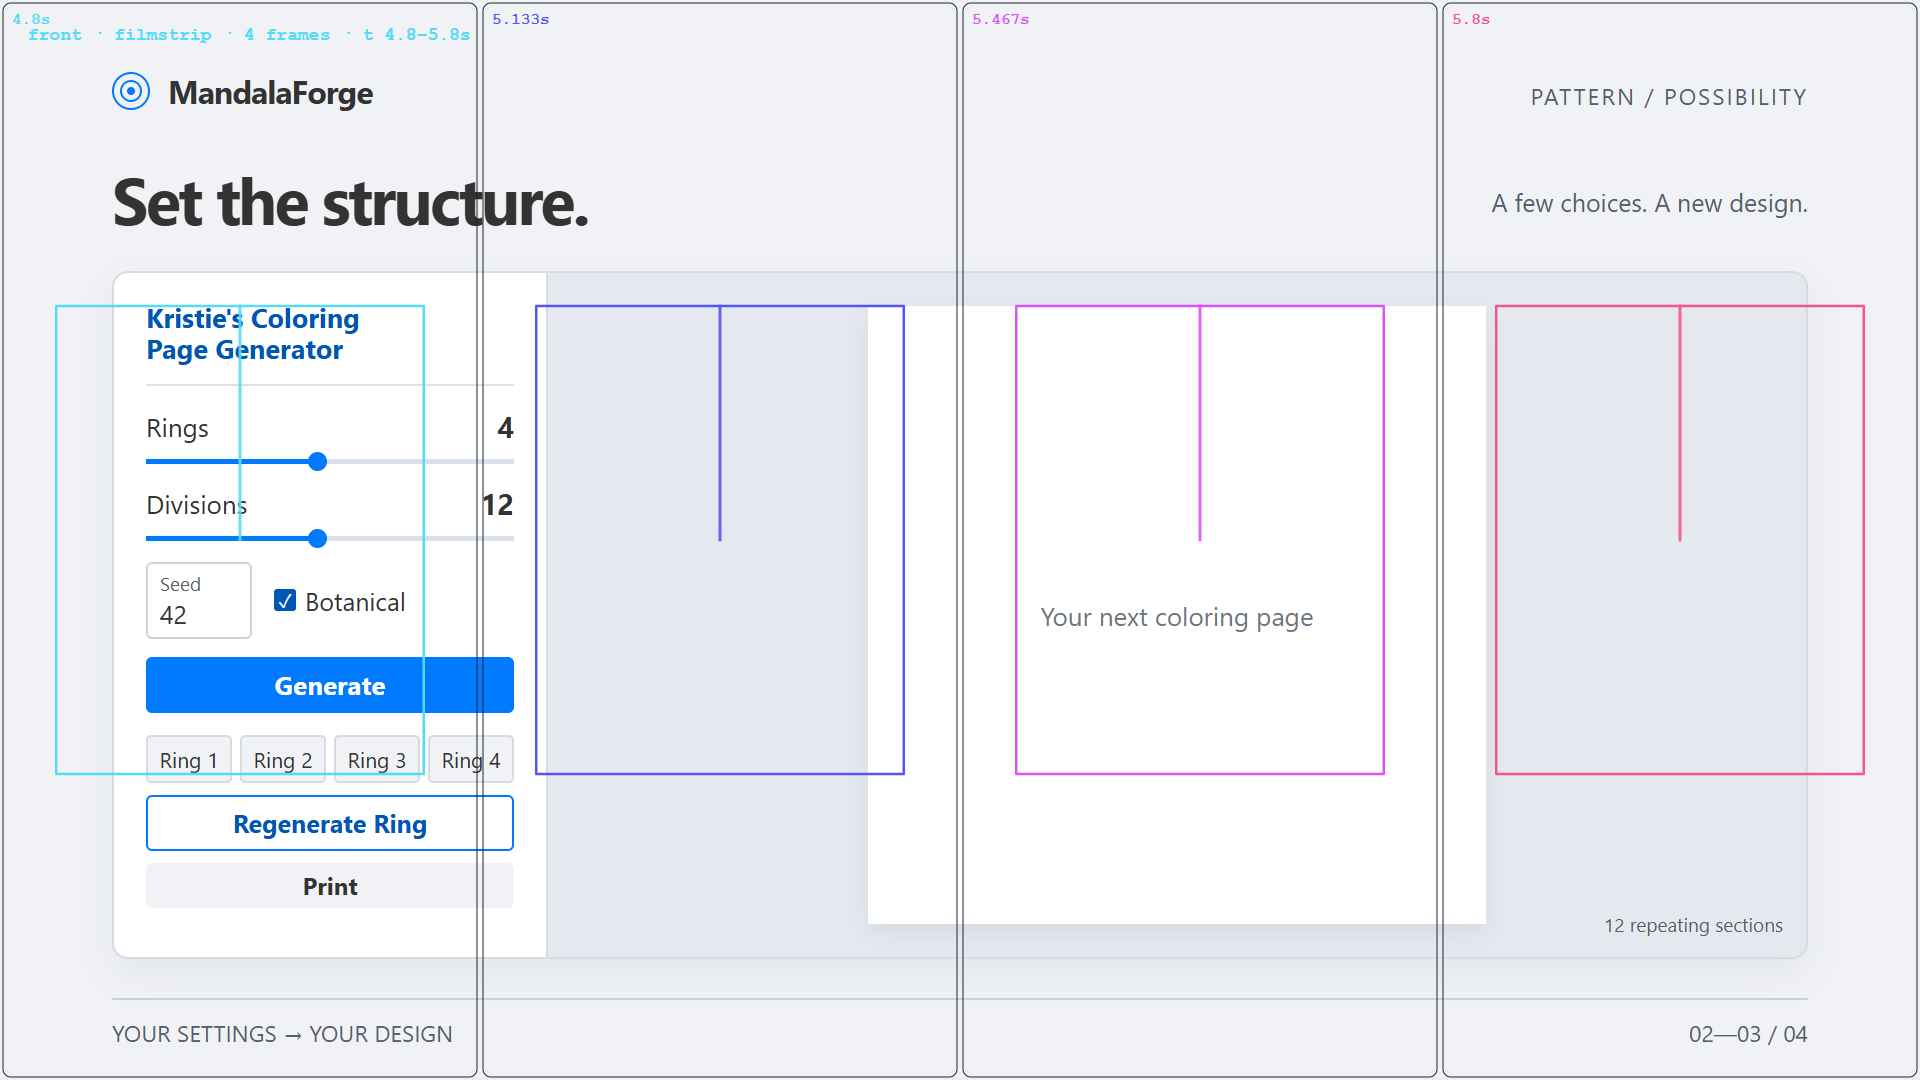 4.8s
5.133s
5.467s
5.8s
front · filmstrip · 4 frames · t 4.8–5.8s
MandalaForge
PATTERN / POSSIBILITY
Set the structure.
A few choices. A new design.
Kristie's Coloring
Page Generator
Rings
4
Divisions
12
Seed
42
Botanical
Generate
Ring 1
Ring 2
Ring 3
Ring 4
Regenerate Ring
Print
Your next coloring page
12 repeating sections
YOUR SETTINGS → YOUR DESIGN
02—03 / 04